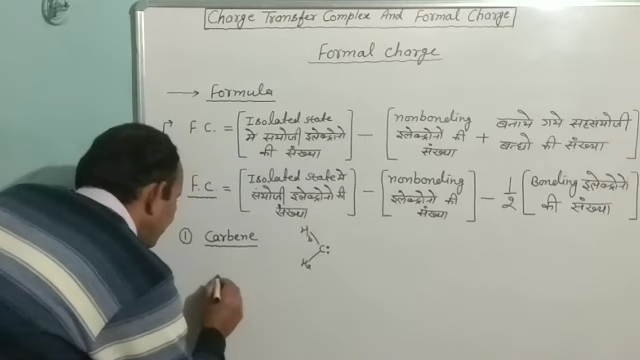 Charge Transfer Complex And Formal Charge
Formal charge
→ Formula
F.C. = [Isolated state में संयोजी इलेक्ट्रोनो की संख्या] − [nonbonding इलेक्ट्रोनो की संख्या + बनाये गये सहसंयोजी बन्धो की संख्या]
F.C = [Isolated state में संयोजी इलेक्ट्रोनो की संख्या] − [nonbonding इलेक्ट्रोनो की संख्या] − 1/2 [Bonding इलेक्ट्रोनो की संख्या]
① Carbene
H
C:
H